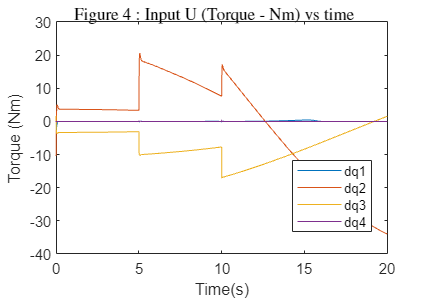 Figure 4 : Input U (Torque - Nm) vs time
30
20
10
0
-10
-20
-30
-40
Torque (Nm)
dq1
dq2
dq3
dq4
0
5
10
15
20
Time(s)